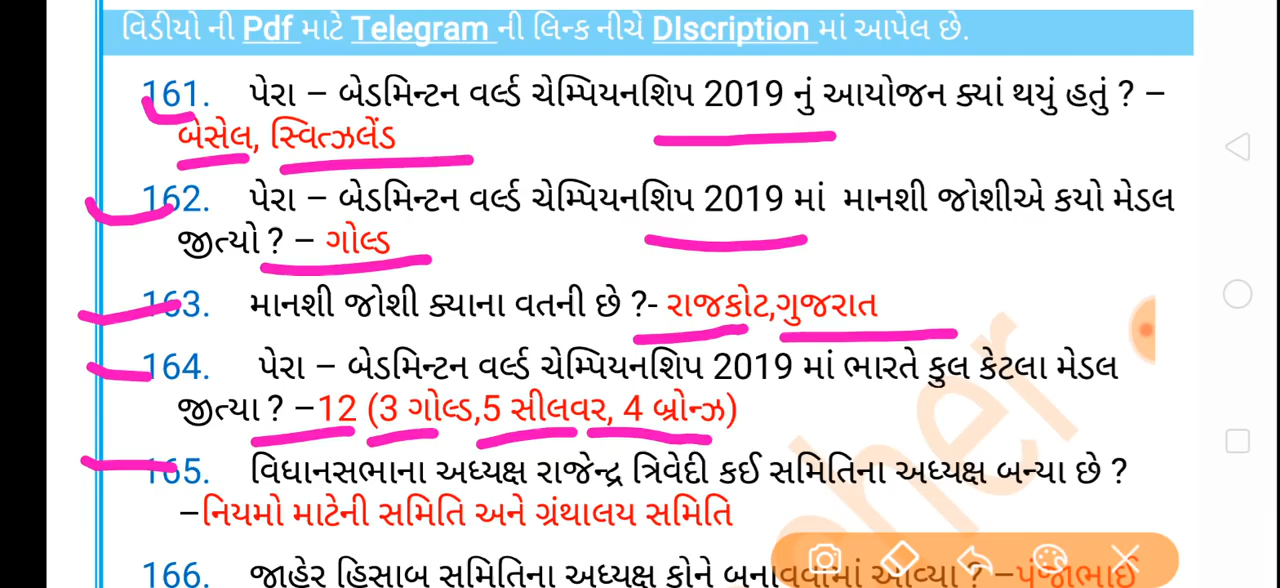 વિડીયો ની Pdf માટે Telegram ની લિન્ક નીચે DIscription માં આપેલ છે.
161. પેરા – બેડમિન્ટન વર્લ્ડ ચેમ્પિયનશિપ 2019 નું આયોજન ક્યાં થયું હતું ? –
બેસેલ, સ્વિત્ઝલેંડ
162. પેરા – બેડમિન્ટન વર્લ્ડ ચેમ્પિયનશિપ 2019 માં માનશી જોશીએ કયો મેડલ
જીત્યો ? – ગોલ્ડ
163. માનશી જોશી ક્યાના વતની છે ?- રાજકોટ,ગુજરાત
164. પેરા – બેડમિન્ટન વર્લ્ડ ચેમ્પિયનશિપ 2019 માં ભારતે કુલ કેટલા મેડલ
જીત્યા ? –12 (3 ગોલ્ડ,5 સીલવર, 4 બ્રોન્ઝ)
165. વિધાનસભાના અધ્યક્ષ રાજેન્દ્ર ત્રિવેદી કઈ સમિતિના અધ્યક્ષ બન્યા છે ?
–નિયમો માટેની સમિતિ અને ગ્રંથાલય સમિતિ
166. જાહેર હિસાબ સમિતિના અધ્યક્ષ કોને બનાવવામાં આવ્યા ? –પુંજાભાઈ